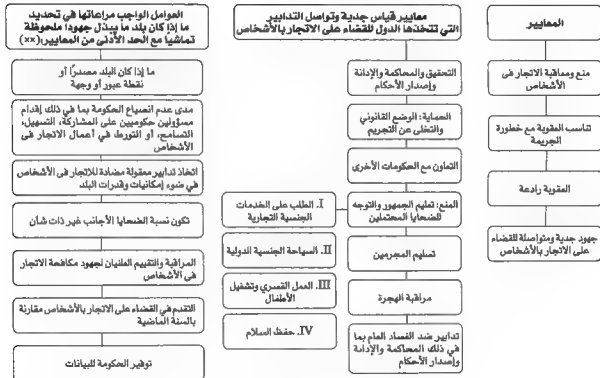 المعايير
منع ومعاقبة الاتجار فى
الأشخاص
تناسب العقوبة مع خطورة
الجريمة
العقوبة رادعة
جهود جدية ومتواصلة للقضاء
على الاتجار بالأشخاص
معايير قياس جدية وتواصل التدابير
التي تتخذها الدول للقضاء على الاتجار بالأشخاص
التحقيق والمحاكمة والإدانة
وإصدار الأحكام
الحماية: الوضع القانوني
والتخلى عن التجريم
التعاون مع الحكومات الأخرى
المنع: تعليم الجمهور والتوجه
للضحايا المحتملين
تسليم المجرمين
مراقبة الهجرة
تدابير ضد الفساد العام بما
في ذلك المحاكمة والإدانة
وإصدار الأحكام
I. الطلب على الخدمات
الجنسية التجارية
II. السياحة الجنسية الدولية
III. العمل القسري وتشغيل
الأطفال
IV. حفظ السلام
العوامل الواجب مراعاتها في تحديد
ما إذا كان بلد ما يبذل جهودا ملحوظة
تماشيا مع الحد الأدنى من المعايير:(××)
ما إذا كان البلد مصدرًا أو
نقطة عبور أو وجهة
مدى عدم انصياع الحكومة بما في ذلك إقدام
مسؤولين حكوميين على المشاركة، التسهيل،
التسامح، أو التورط في أعمال الاتجار فى
الأشخاص
اتخاذ تدابير معقولة مضادة للاتجار فى الأشخاص
في ضوء إمكانيات وقدرات البلد
تكون نسبة الضحايا الأجانب غير ذات شأن
المراقبة والتقييم العلنيان لجهود مكافحة الاتجار
فى الأشخاص
التقدم في القضاء على الاتجار بالأشخاص مقارنة
بالسنة الماضية
توفير الحكومة للبيانات